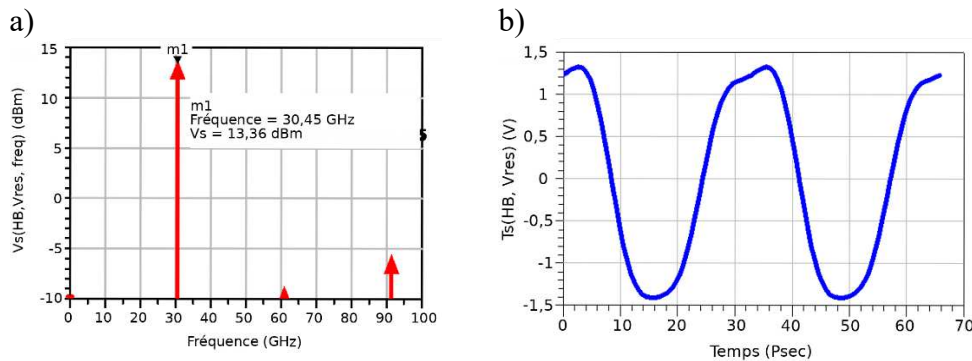 a)
15
10
5
0
-5
-10
Vs(HB,Vres, freq) (dBm)
m1
m1
Fréquence = 30,45 GHz
Vs = 13,36 dBm
5
0 10 20 30 40 50 60 70 80 90 100
Fréquence (GHz)
b)
1,5
1
0,5
0
-0,5
-1
-1,5
Ts(HB, Vres) (V)
0 10 20 30 40 50 60 70
Temps (Psec)